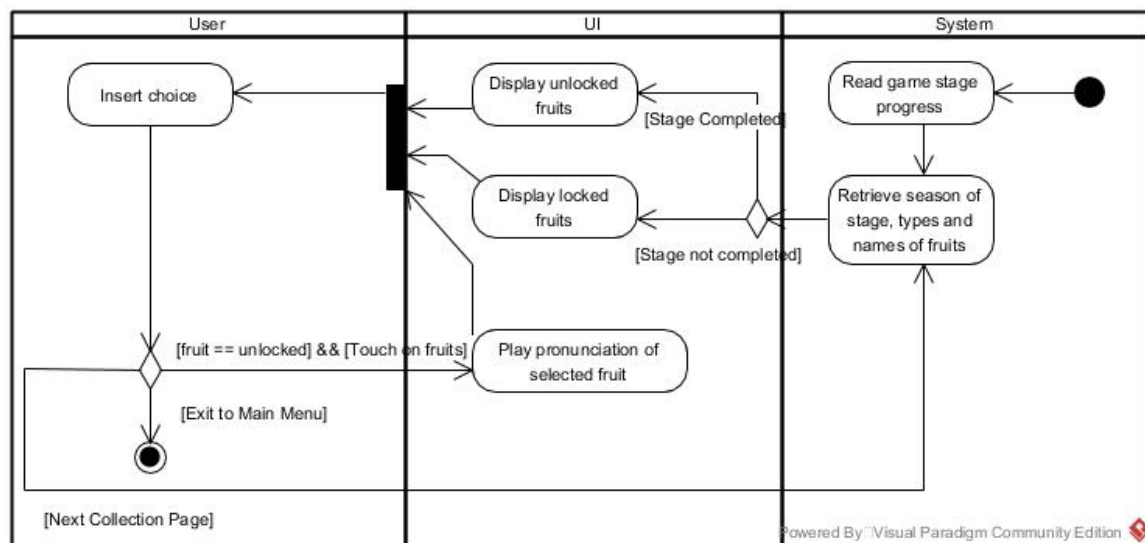 User
UI
System
Insert choice
Display unlocked
fruits
Read game stage
progress
[Stage Completed]
Display locked
fruits
Retrieve season of
stage, types and
names of fruits
[Stage not completed]
[fruit == unlocked] && [Touch on fruits]
Play pronunciation of
selected fruit
[Exit to Main Menu]
[Next Collection Page]
Powered By Visual Paradigm Community Edition